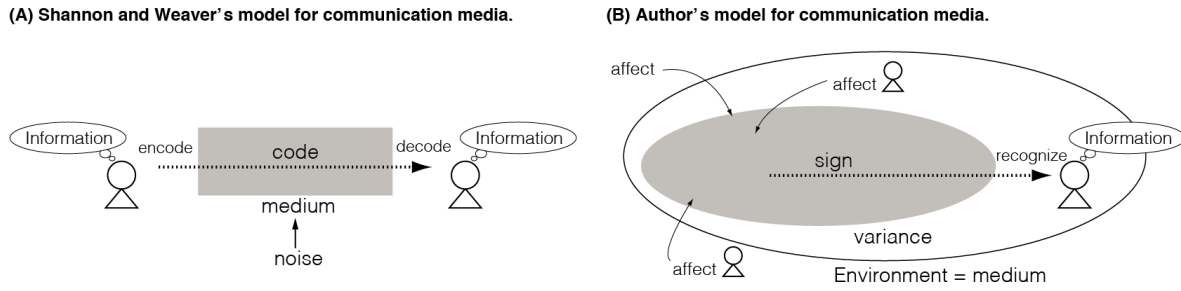 (A) Shannon and Weaver's model for communication media.
Information
encode
code
decode
Information
medium
noise
(B) Author's model for communication media.
affect
affect
Information
sign
recognize
variance
affect
Environment = medium